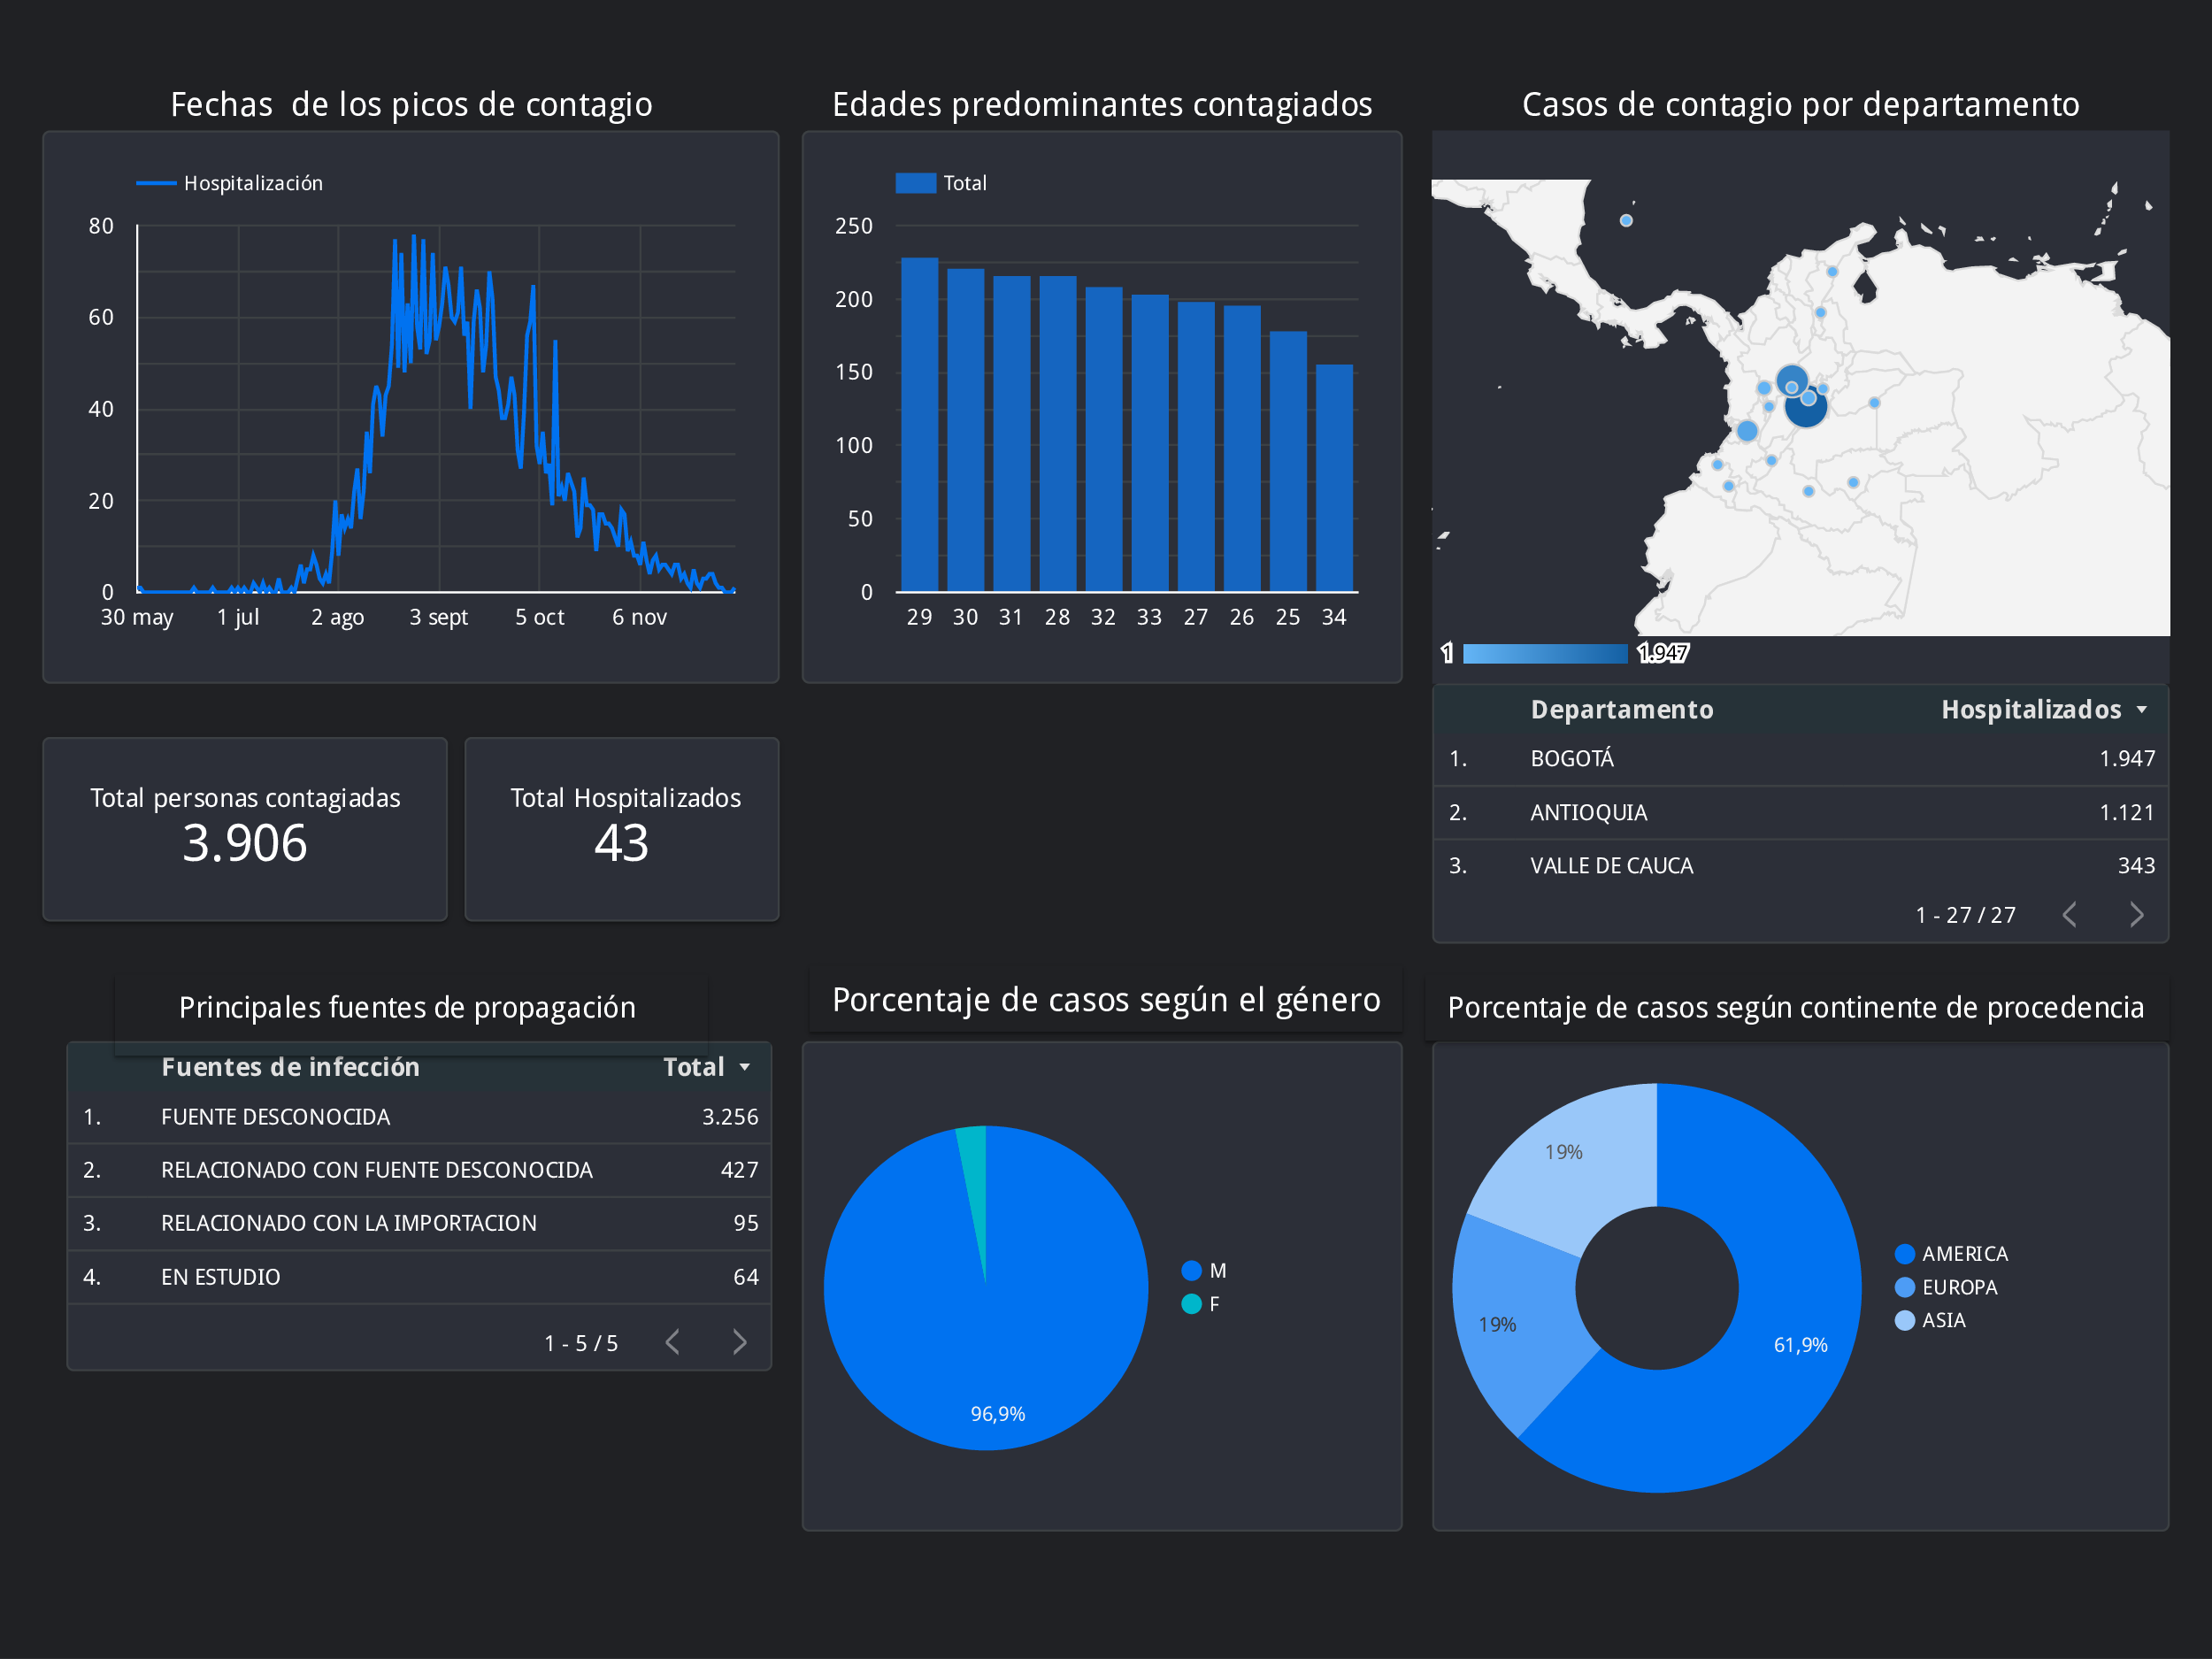 Fechas  de los picos de contagio
Hospitalización
80
60
40
20
0
30 may 1 jul 2 ago 3 sept 5 oct 6 nov
Edades predominantes contagiados
Total
250
200
150
100
50
0
29 30 31 28 32 33 27 26 25 34
Casos de contagio por departamento
1 1.947
Departamento Hospitalizados
1. BOGOTÁ 1.947
2. ANTIOQUIA 1.121
3. VALLE DE CAUCA 343
1 - 27 / 27
Total personas contagiadas
3.906
Total Hospitalizados
43
Principales fuentes de propagación
Fuentes de infección Total
1. FUENTE DESCONOCIDA 3.256
2. RELACIONADO CON FUENTE DESCONOCIDA 427
3. RELACIONADO CON LA IMPORTACION 95
4. EN ESTUDIO 64
1 - 5 / 5
Porcentaje de casos según el género
96,9%
M
F
Porcentaje de casos según continente de procedencia
19%
19%
61,9%
AMERICA
EUROPA
ASIA